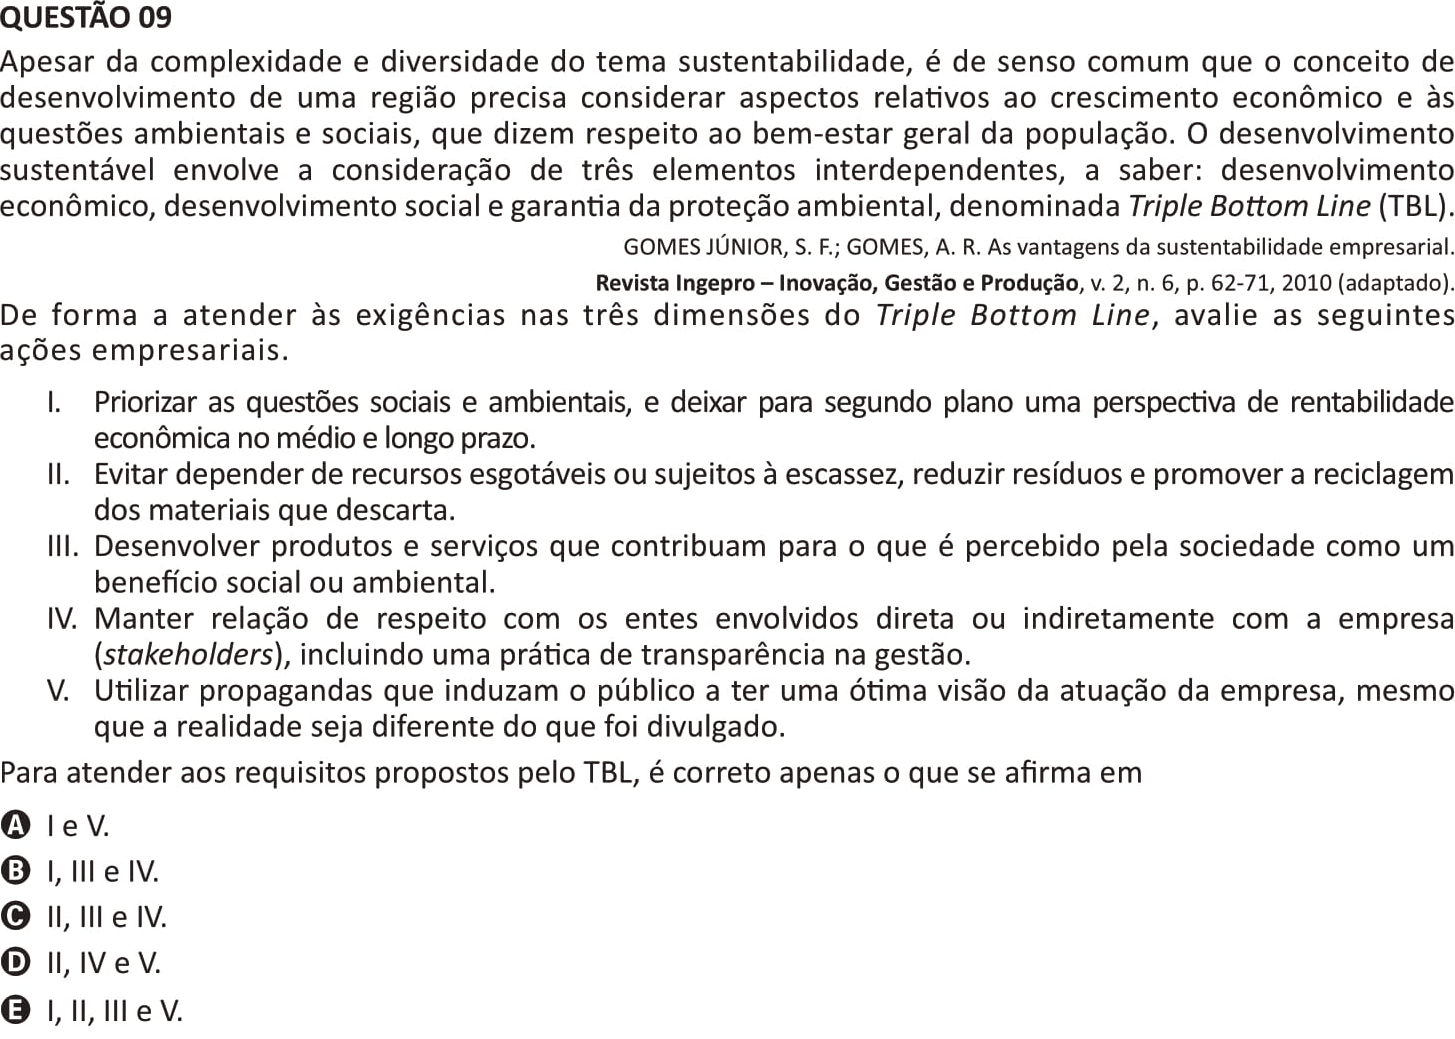 QUESTÃO 09
Apesar da complexidade e diversidade do tema sustentabilidade, é de senso comum que o conceito de
desenvolvimento de uma região precisa considerar aspectos relativos ao crescimento econômico e às
questões ambientais e sociais, que dizem respeito ao bem-estar geral da população. O desenvolvimento
sustentável envolve a consideração de três elementos interdependentes, a saber: desenvolvimento
econômico, desenvolvimento social e garantia da proteção ambiental, denominada Triple Bottom Line (TBL).
GOMES JÚNIOR, S. F.; GOMES, A. R. As vantagens da sustentabilidade empresarial.
Revista Ingepro – Inovação, Gestão e Produção, v. 2, n. 6, p. 62-71, 2010 (adaptado).
De forma a atender às exigências nas três dimensões do Triple Bottom Line, avalie as seguintes
ações empresariais.
I. Priorizar as questões sociais e ambientais, e deixar para segundo plano uma perspectiva de rentabilidade
econômica no médio e longo prazo.
II. Evitar depender de recursos esgotáveis ou sujeitos à escassez, reduzir resíduos e promover a reciclagem
dos materiais que descarta.
III. Desenvolver produtos e serviços que contribuam para o que é percebido pela sociedade como um
benefício social ou ambiental.
IV. Manter relação de respeito com os entes envolvidos direta ou indiretamente com a empresa
(stakeholders), incluindo uma prática de transparência na gestão.
V. Utilizar propagandas que induzam o público a ter uma ótima visão da atuação da empresa, mesmo
que a realidade seja diferente do que foi divulgado.
Para atender aos requisitos propostos pelo TBL, é correto apenas o que se afirma em
A I e V.
B I, III e IV.
C II, III e IV.
D II, IV e V.
E I, II, III e V.